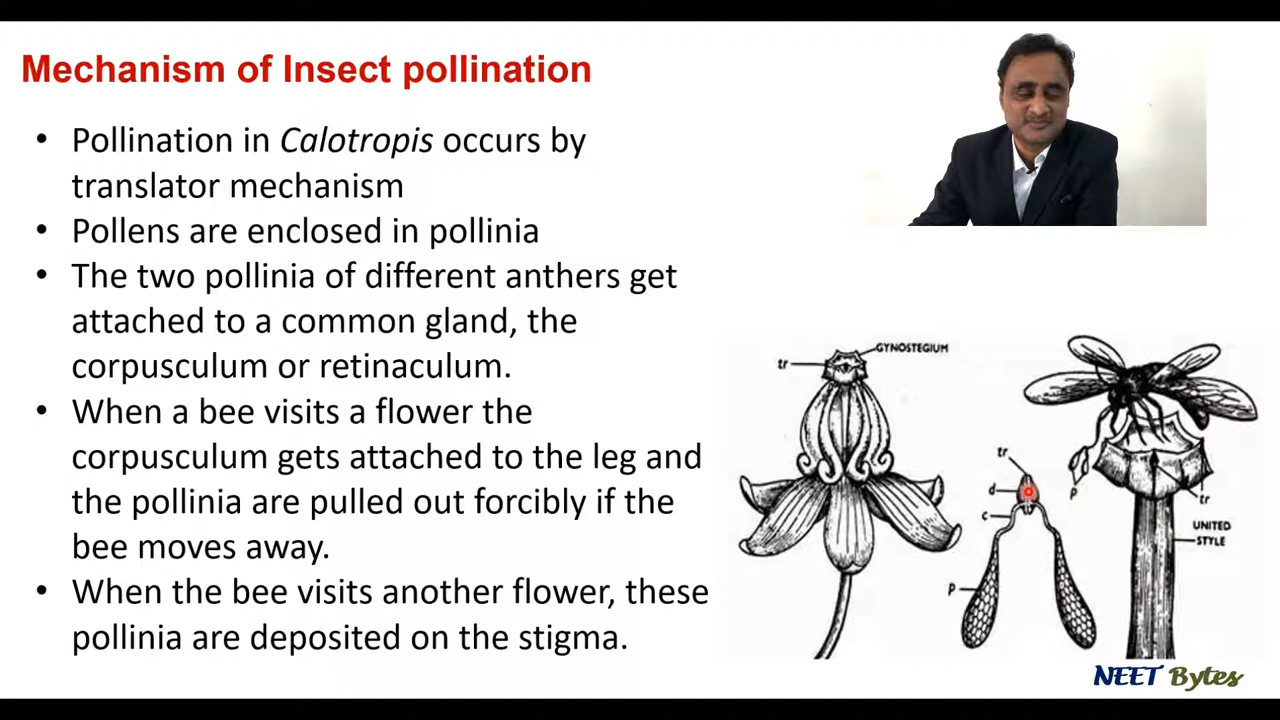 Mechanism of Insect pollination
• Pollination in Calotropis occurs by
translator mechanism
• Pollens are enclosed in pollinia
• The two pollinia of different anthers get
attached to a common gland, the
corpusculum or retinaculum.
• When a bee visits a flower the
corpusculum gets attached to the leg and
the pollinia are pulled out forcibly if the
bee moves away.
• When the bee visits another flower, these
pollinia are deposited on the stigma.
GYNOSTEGIUM
tr
tr
d
c
p
p
tr
UNITED
STYLE
NEET Bytes